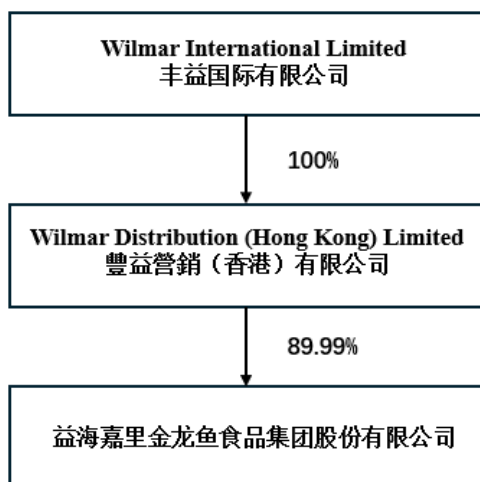 Wilmar International Limited
丰益国际有限公司
100%
Wilmar Distribution (Hong Kong) Limited
豐益營銷（香港）有限公司
89.99%
益海嘉里金龙鱼食品集团股份有限公司